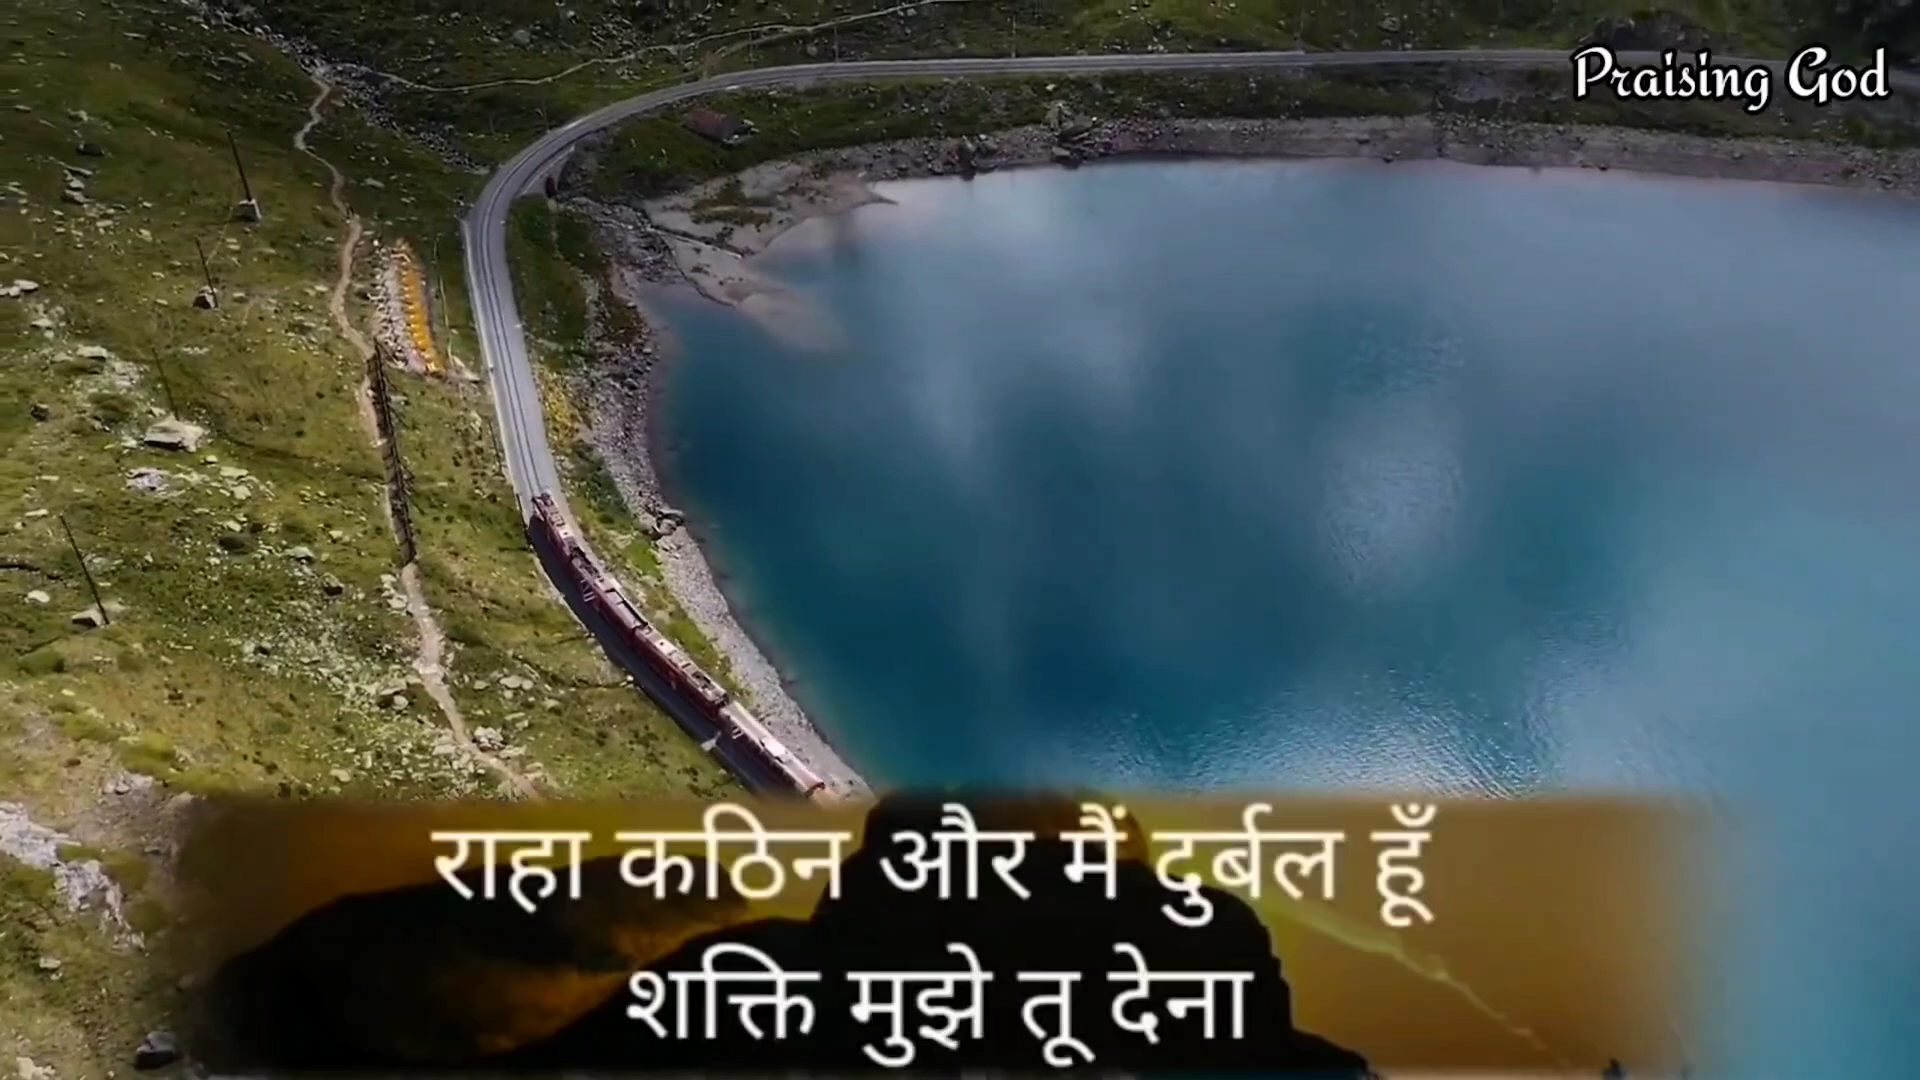 Praising God
राहा कठिन और मैं दुर्बल हूँ
शक्ति मुझे तू देना